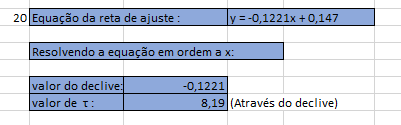 20 Equação da reta de ajuste : y = -0,1221x + 0,147
Resolvendo a equação em ordem a x:
valor do declive: -0,1221
valor de τ : 8,19 (Através do declive)